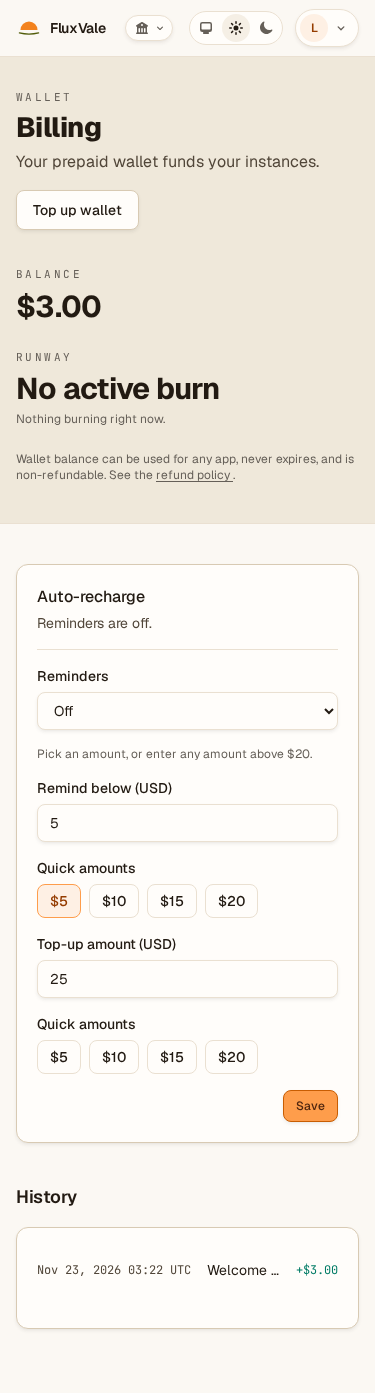 FluxVale
L
WALLET
Billing
Your prepaid wallet funds your instances.
Top up wallet
BALANCE
$3.00
RUNWAY
No active burn
Nothing burning right now.
Wallet balance can be used for any app, never expires, and is
non-refundable. See the refund policy .
Auto-recharge
Reminders are off.
Reminders
Off
Pick an amount, or enter any amount above $20.
Remind below (USD)
5
Quick amounts
$5 $10 $15 $20
Top-up amount (USD)
25
Quick amounts
$5 $10 $15 $20
Save
History
Nov 23, 2026 03:22 UTC Welcome … +$3.00